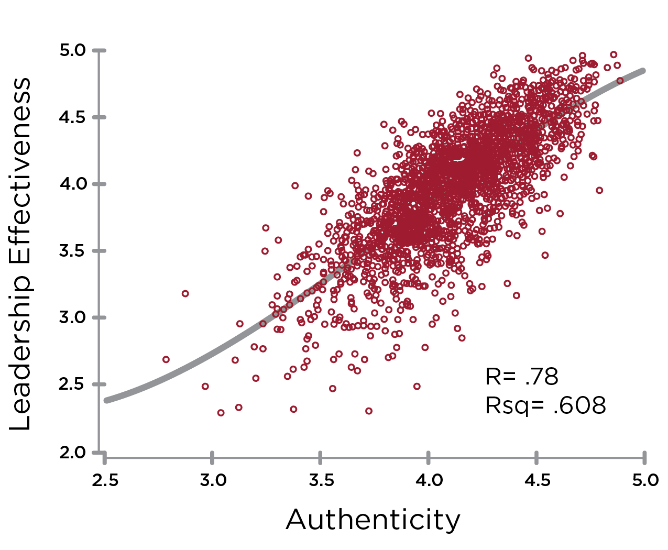 5.0
4.5
4.0
3.5
3.0
2.5
2.0
Leadership Effectiveness
R= .78
Rsq= .608
2.5 3.0 3.5 4.0 4.5 5.0
Authenticity